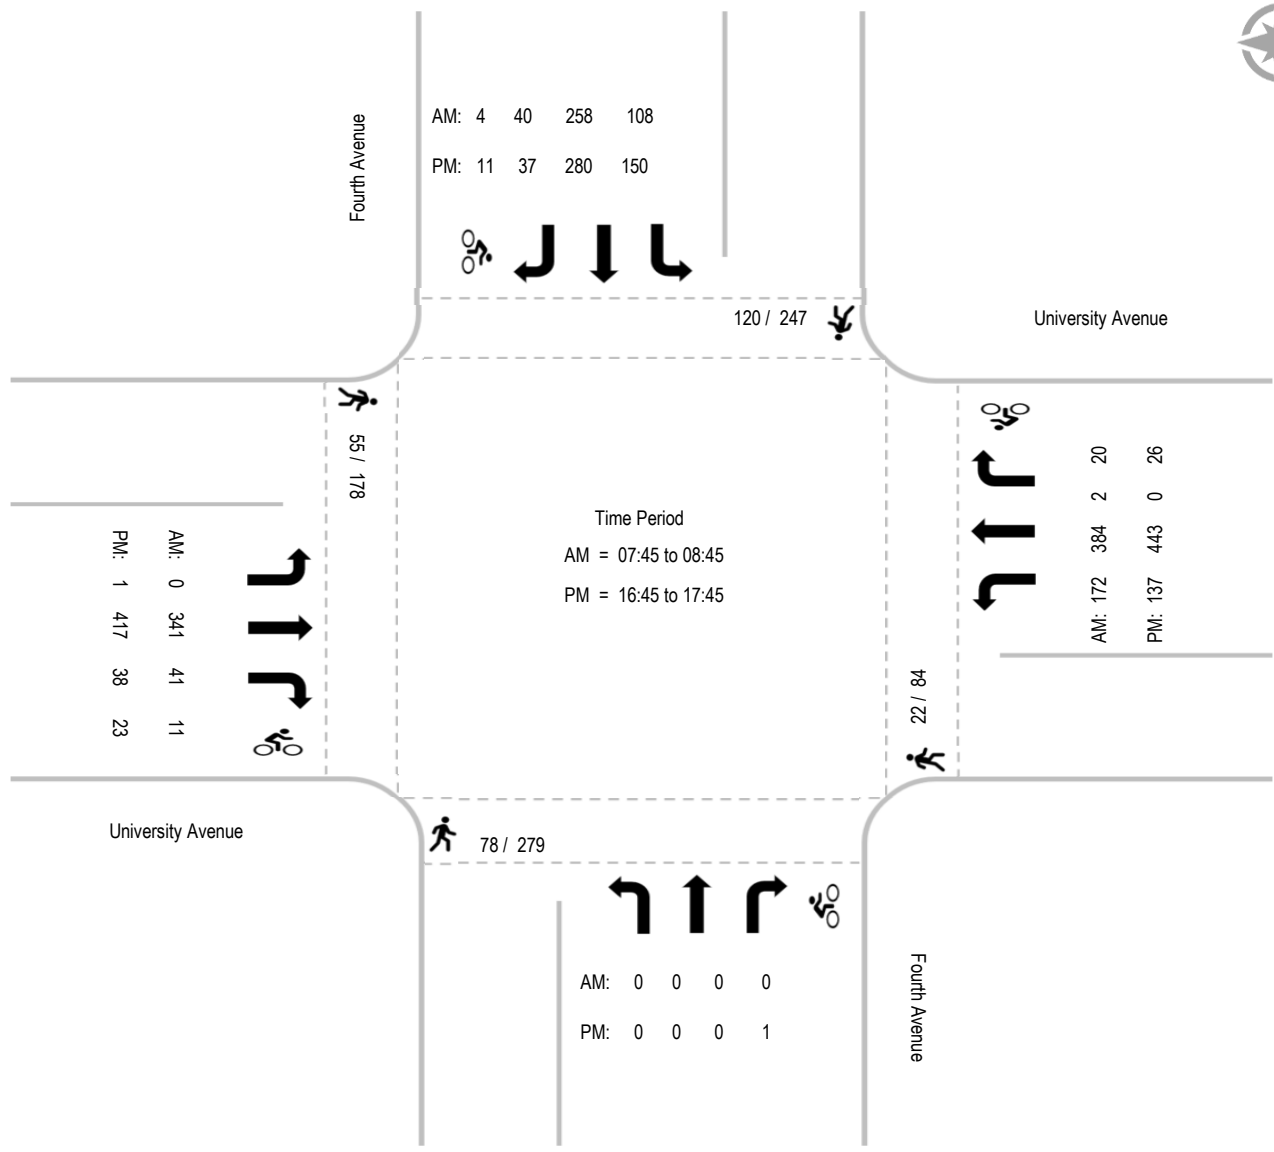 AM: 4 40 258 108
PM: 11 37 280 150
Fourth Avenue
120 / 247
University Avenue
55 / 178
AM: 172 384 2 20
PM: 137 443 0 26
Time Period
AM = 07:45 to 08:45
PM = 16:45 to 17:45
AM: 0 341 41 11
PM: 1 417 38 23
22 / 84
University Avenue
78 / 279
AM: 0 0 0 0
PM: 0 0 0 1
Fourth Avenue